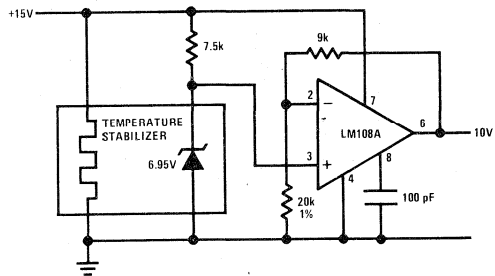 +15V
7.5k
9k
TEMPERATURE
STABILIZER
6.95V
2
−
7
LM108A
6
10V
3
+
4
8
20k
1%
100 pF